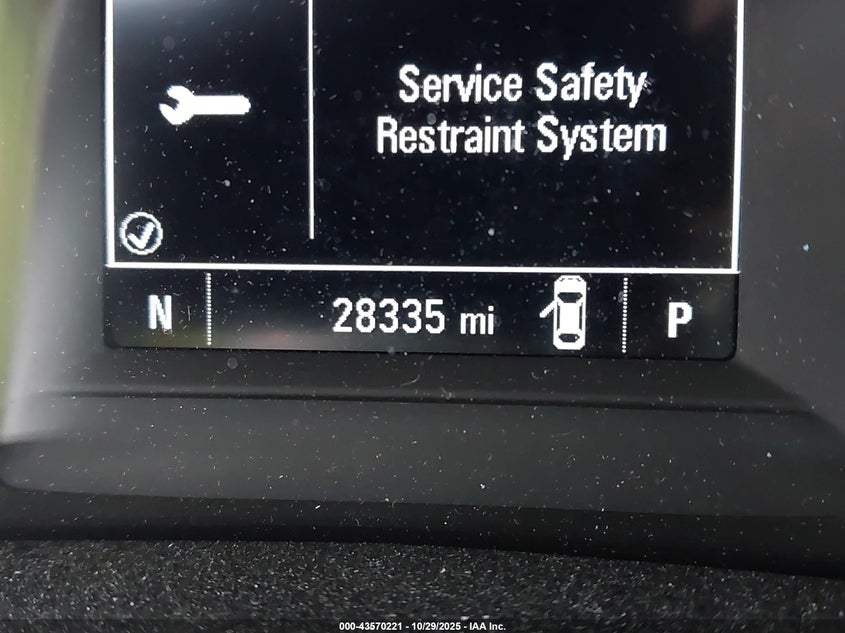 Service Safety
Restraint System
N 28335 mi P
000-43570221 - 10/29/2025 - IAA Inc.